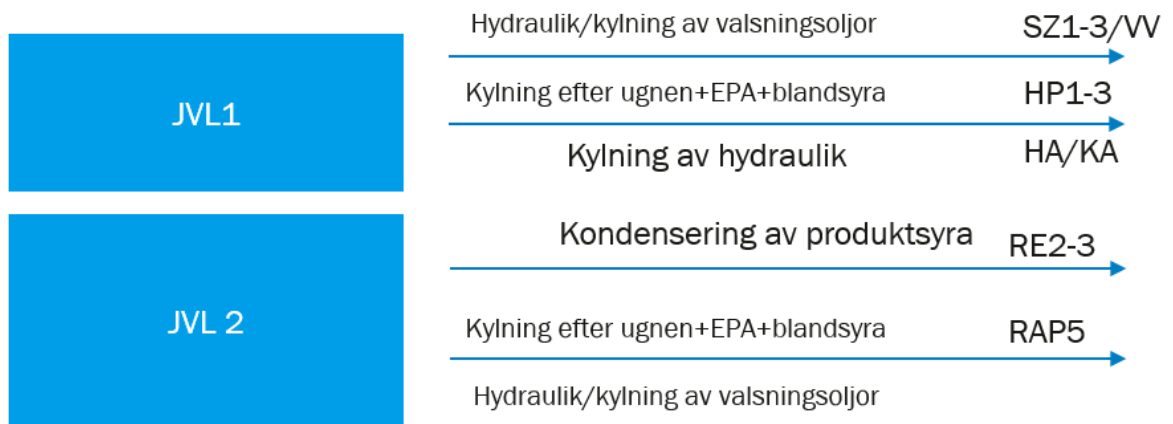 Hydraulik/kylning av valsningsoljor SZ1-3/VV
JVL1
Kylning efter ugnen+EPA+blandsyra HP1-3
Kylning av hydraulik HA/KA
Kondensering av produktsyra RE2-3
JVL 2
Kylning efter ugnen+EPA+blandsyra RAP5
Hydraulik/kylning av valsningsoljor